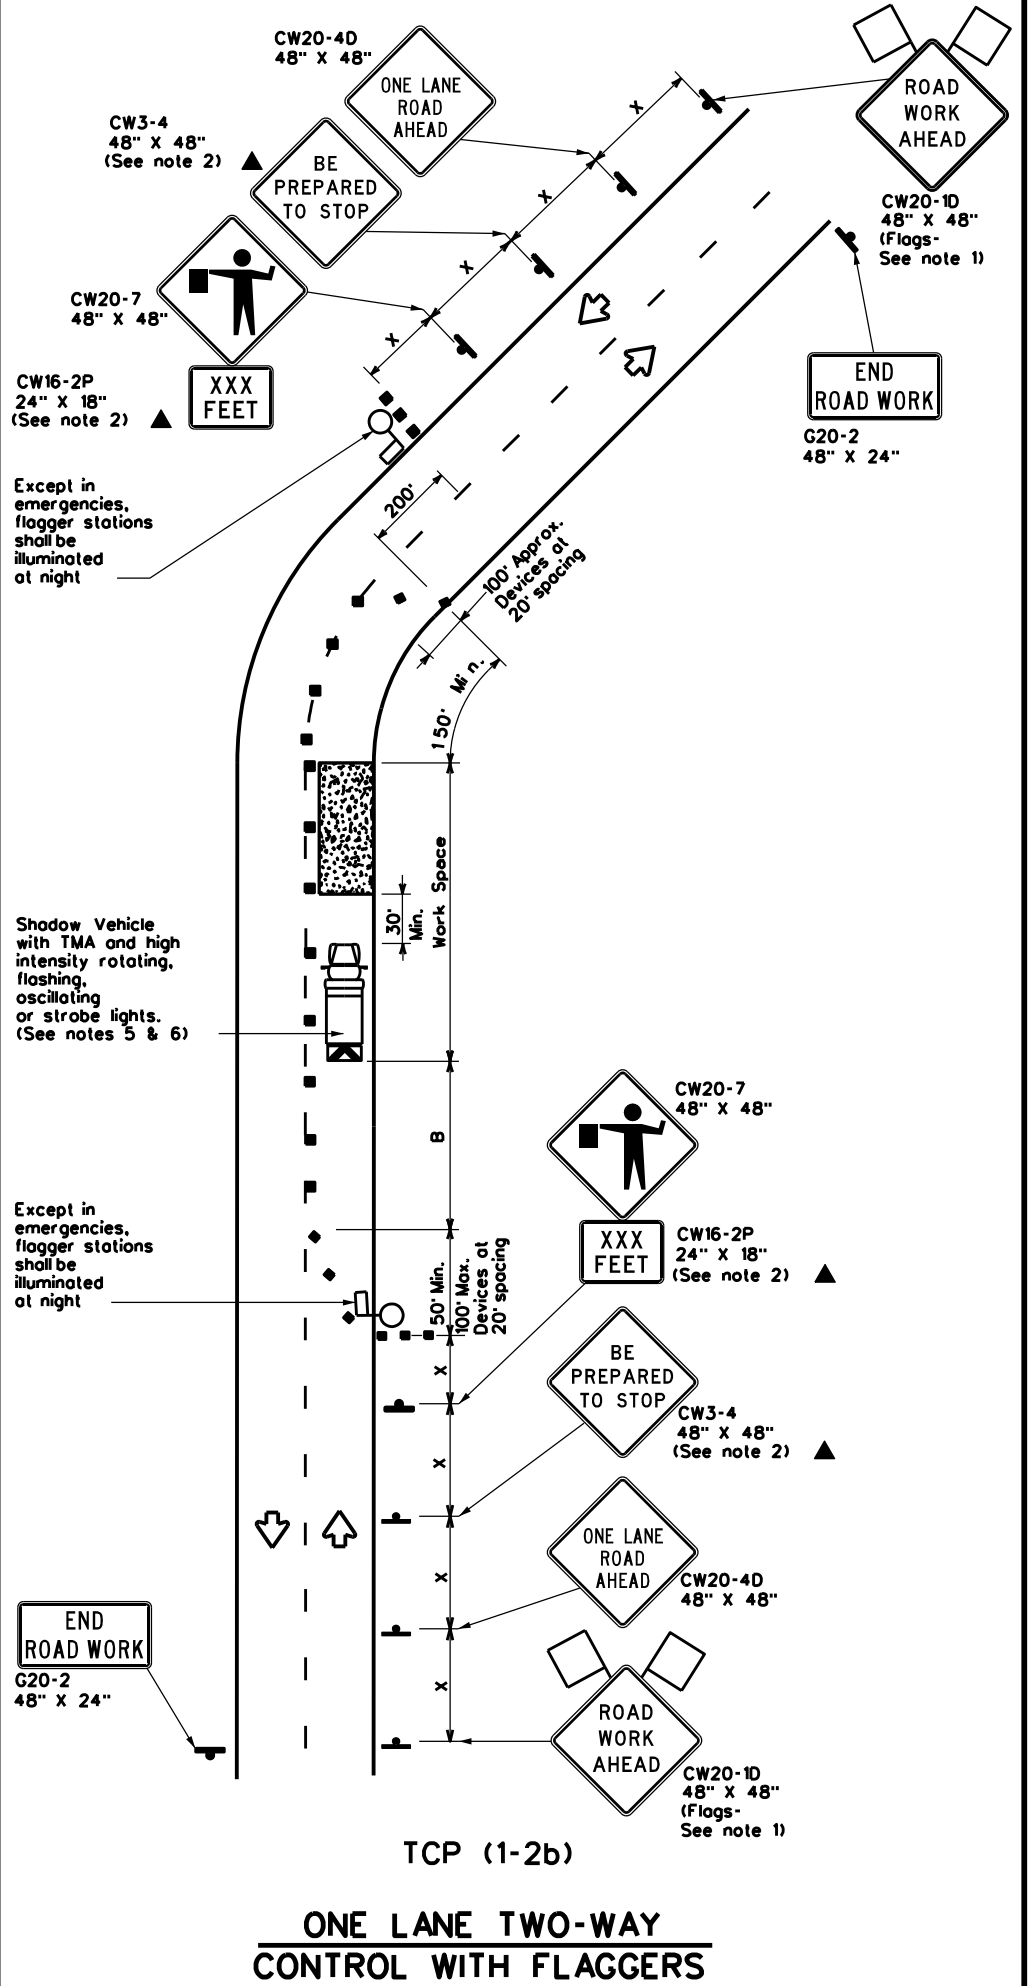 CW20-4D
48" X 48"
ONE LANE
ROAD
AHEAD
ROAD
WORK
AHEAD
CW20-1D
48" X 48"
(Flags-
See note 1)
CW3-4
48" X 48"
(See note 2)
BE
PREPARED
TO STOP
X
X
X
X
CW20-7
48" X 48"
CW16-2P
24" X 18"
(See note 2)
XXX
FEET
END
ROAD WORK
G20-2
48" X 24"
Except in
emergencies,
flagger stations
shall be
illuminated
at night
200'
100' Approx.
Devices at
20' spacing
150' Min.
Work Space
30'
Min.
Shadow Vehicle
with TMA and high
intensity rotating,
flashing,
oscillating
or strobe lights.
(See notes 5 & 6)
B
CW20-7
48" X 48"
XXX
FEET
CW16-2P
24" X 18"
(See note 2)
Except in
emergencies,
flagger stations
shall be
illuminated
at night
50' Min.
100' Max.
Devices at
20' spacing
X
X
X
X
BE
PREPARED
TO STOP
CW3-4
48" X 48"
(See note 2)
ONE LANE
ROAD
AHEAD
CW20-4D
48" X 48"
END
ROAD WORK
G20-2
48" X 24"
ROAD
WORK
AHEAD
CW20-1D
48" X 48"
(Flags-
See note 1)
TCP (1-2b)
ONE LANE TWO-WAY
CONTROL WITH FLAGGERS